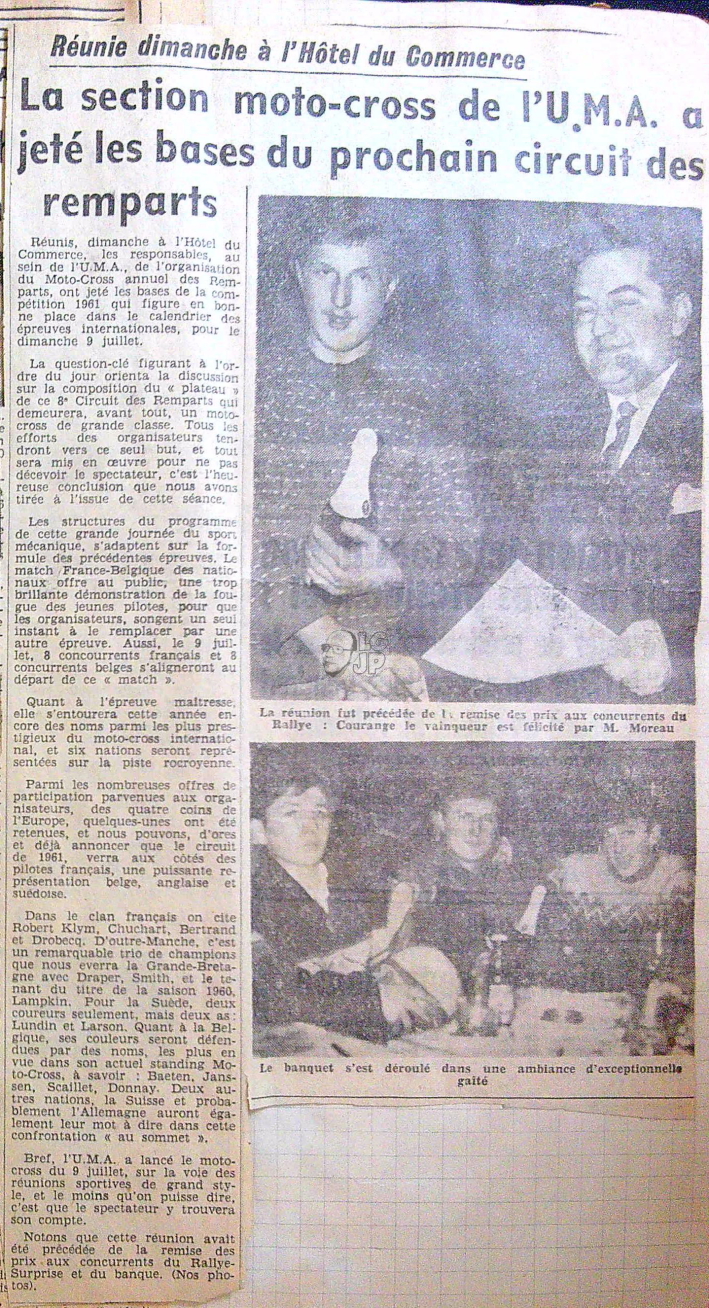 Réunie dimanche à l'Hôtel du Commerce
La section moto-cross de l'U.M.A. a
jeté les bases du prochain circuit des
remparts
Réunis, dimanche à l'Hôtel du
Commerce, les responsables, au
sein de l'U.M.A., de l'organisation
du Moto-Cross annuel des Rem-
parts, ont jeté les bases de la com-
pétition 1961 qui figure en bon-
ne place dans le calendrier des
épreuves internationales, pour le
dimanche 9 juillet.
La question-clé figurant à l'or-
dre du jour orienta la discussion
sur la composition du « plateau »
de ce 8e Circuit des Remparts qui
demeurera, avant tout, un moto-
cross de grande classe. Tous les
efforts des organisateurs ten-
dront vers ce seul but, et tout
sera mis en œuvre pour ne pas
décevoir le spectateur, c'est l'heu-
reuse conclusion que nous avons
tirée à l'issue de cette séance.
Les structures du programme
de cette grande journée du sport
mécanique, s'adaptent sur la for-
mule des précédentes épreuves. Le
match France-Belgique des natio-
naux offre au public, une trop
brillante démonstration de la fou-
gue des jeunes pilotes, pour que
les organisateurs, songent un seul
instant à le remplacer par une
autre épreuve. Aussi, le 9 juil-
let, 8 concourrents français et 8
concurrents belges s'aligneront au
départ de ce « match ».
Quant à l'épreuve maîtresse,
elle s'entourera cette année en-
core des noms parmi les plus pres-
tigieux du moto-cross internatio-
nal, et six nations seront repré-
sentées sur la piste rocroyenne.
Parmi les nombreuses offres de
participation parvenues aux orga-
nisateurs, des quatre coins de
l'Europe, quelques-unes ont été
retenues, et nous pouvons, d'ores
et déjà annoncer que le circuit
de 1961, verra aux côtés des
pilotes français, une puissante re-
présentation belge, anglaise et
suédoise.
Dans le clan français on cite
Robert Klym, Chuchart, Bertrand
et Drobecq. D'outre-Manche, c'est
un remarquable trio de champions
que nous everra la Grande-Breta-
gne avec Draper, Smith, et le te-
nant du titre de la saison 1960,
Lampkin. Pour la Suède, deux
coureurs seulement, mais deux as :
Lundin et Larson. Quant à la Bel-
gique, ses couleurs seront défen-
dues par des noms, les plus en
vue dans son actuel standing Mo-
to-Cross, à savoir : Baeten, Jans-
sen, Scaillet, Donnay. Deux au-
tres nations, la Suisse et proba-
blement l'Allemagne auront éga-
lement leur mot à dire dans cette
confrontation « au sommet ».
Bref, l'U.M.A. a lancé le moto-
cross du 9 juillet, sur la voie des
réunions sportives de grand sty-
le, et le moins qu'on puisse dire,
c'est que le spectateur y trouvera
son compte.
Notons que cette réunion avait
été précédée de la remise des
prix aux concurrents du Rallye-
Surprise et du banque. (Nos pho-
tos).
LC
JP
La réunion fut précédée de la remise des prix aux concurrents du
Rallye : Courange le vainqueur est félicité par M. Moreau
Le banquet s'est déroulé dans une ambiance d'exceptionnelle
gaîté